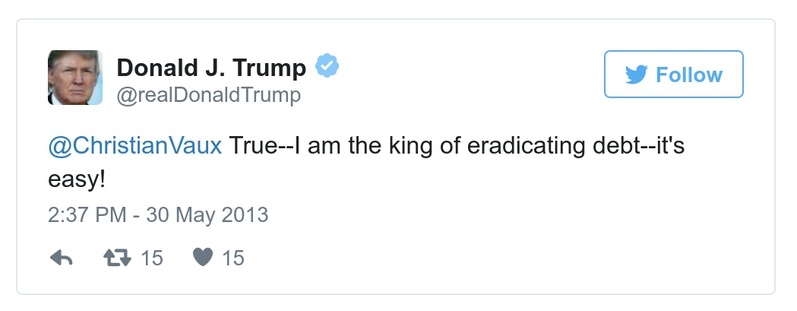 Donald J. Trump
@realDonaldTrump
Follow
@ChristianVaux True--I am the king of eradicating debt--it's
easy!
2:37 PM - 30 May 2013
15 15